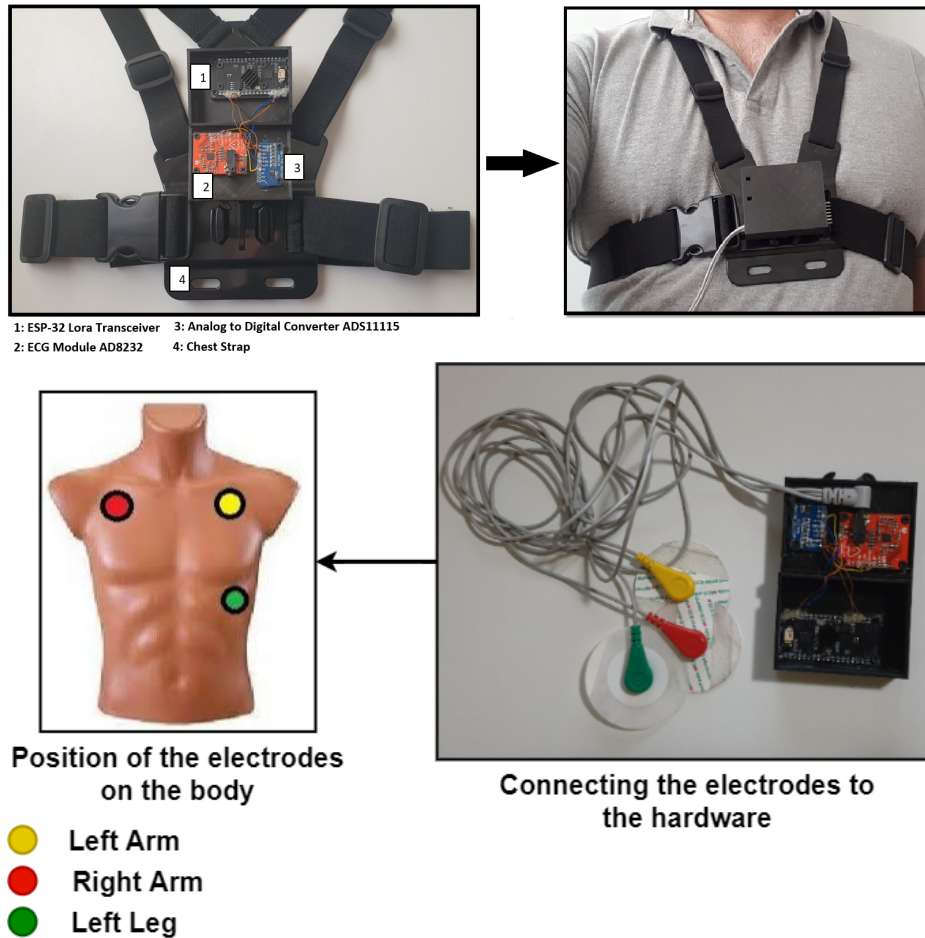 1
2
3
4
1: ESP-32 Lora Transceiver
3: Analog to Digital Converter ADS11115
2: ECG Module AD8232
4: Chest Strap
Position of the electrodes
on the body
Connecting the electrodes to
the hardware
Left Arm
Right Arm
Left Leg